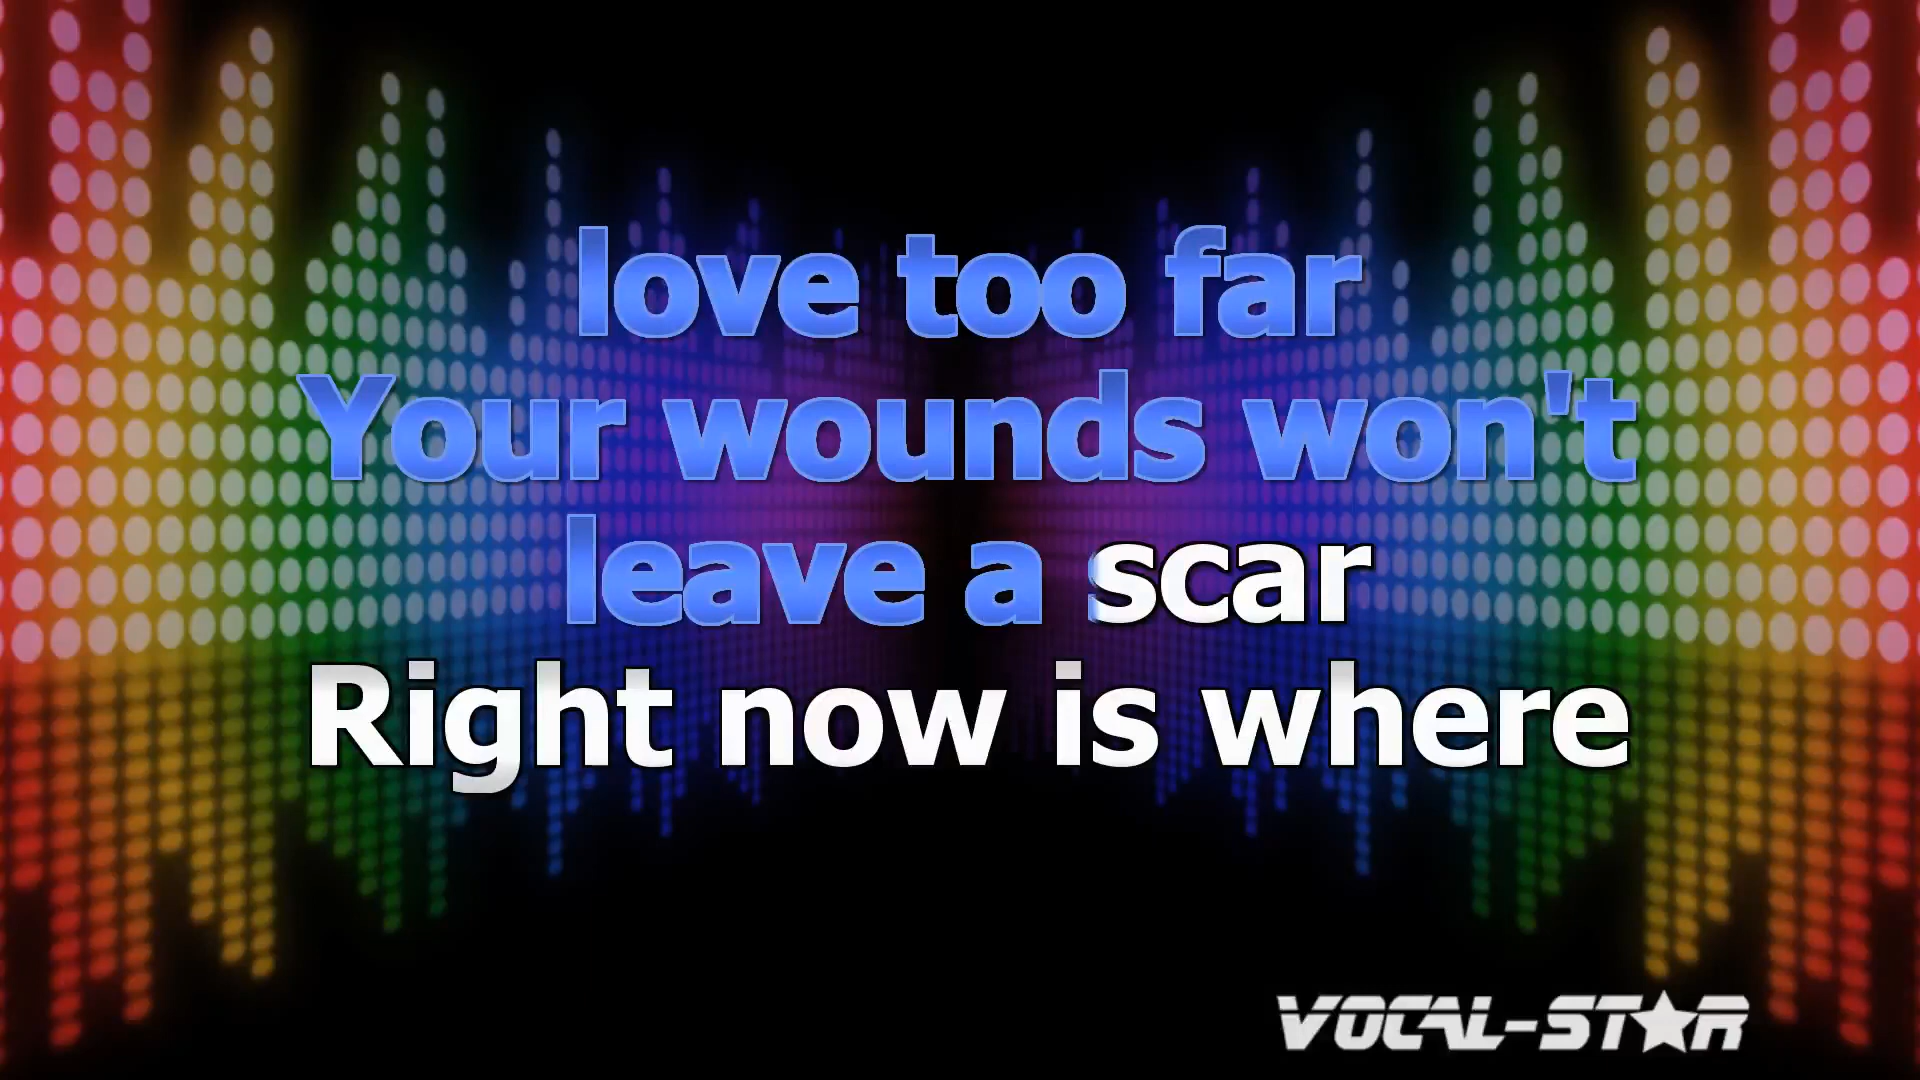 love too far
Your wounds won't
leave a scar
Right now is where
VOCAL-STAR